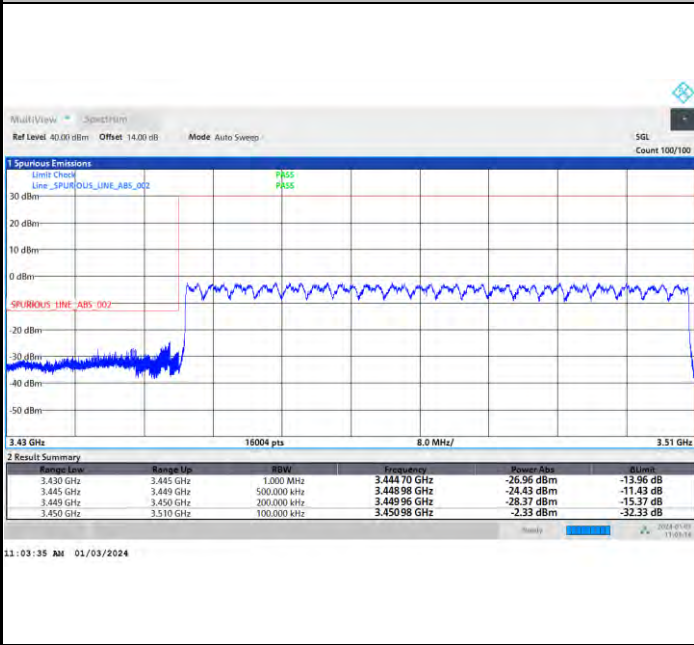 MultiView Spectrum
Ref Level 40.00 dBm Offset 14.00 dB Mode Auto Sweep SGL
Count 100/100
1 Spurious Emissions
Limit Check PASS
Line _SPURIOUS_LINE_ABS_002 PASS
30 dBm
20 dBm
10 dBm
0 dBm
SPURIOUS_LINE_ABS_002
-20 dBm
-30 dBm
-40 dBm
-50 dBm
3.43 GHz 16004 pts 8.0 MHz/ 3.51 GHz
2 Result Summary
Range Low Range Up RBW Frequency Power Abs ΔLimit
3.430 GHz 3.445 GHz 1.000 MHz 3.444 70 GHz -26.96 dBm -13.96 dB
3.445 GHz 3.449 GHz 500.000 kHz 3.448 98 GHz -24.43 dBm -11.43 dB
3.449 GHz 3.450 GHz 200.000 kHz 3.449 96 GHz -28.37 dBm -15.37 dB
3.450 GHz 3.510 GHz 100.000 kHz 3.450 98 GHz -2.33 dBm -32.33 dB
Ready 2024-01-03
11:03:35 AM 01/03/2024